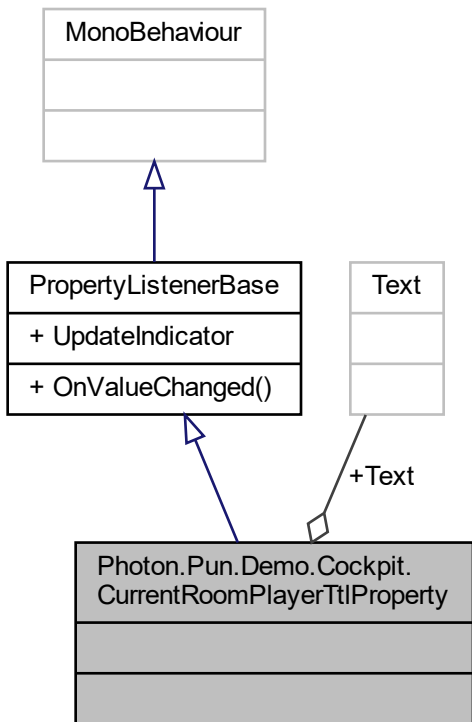 MonoBehaviour
PropertyListenerBase
+ UpdateIndicator
+ OnValueChanged()
Text
+Text
Photon.Pun.Demo.Cockpit.
CurrentRoomPlayerTtlProperty